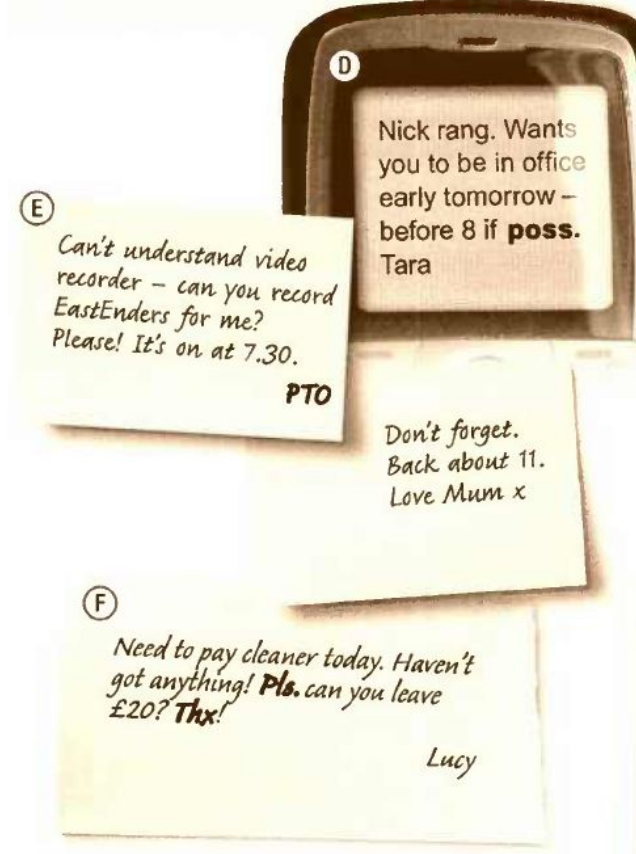 D
Nick rang. Wants
you to be in office
early tomorrow –
before 8 if poss.
Tara
E
Can't understand video
recorder – can you record
EastEnders for me?
Please! It's on at 7.30.
PTO
Don't forget.
Back about 11.
Love Mum x
F
Need to pay cleaner today. Haven't
got anything! Pls. can you leave
£20? Thx!
Lucy